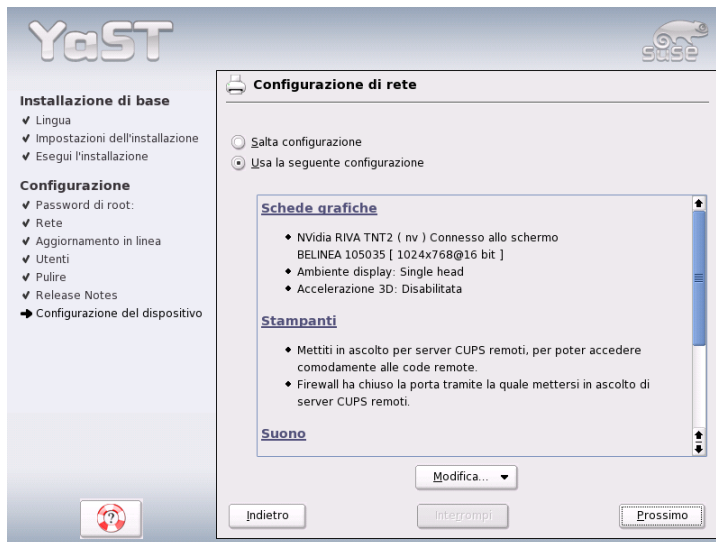 YaST
SUSE
Installazione di base
Lingua
Impostazioni dell'installazione
Esegui l'installazione
Configurazione
Password di root:
Rete
Aggiornamento in linea
Utenti
Pulire
Release Notes
Configurazione del dispositivo
Configurazione di rete
Salta configurazione
Usa la seguente configurazione
Schede grafiche
NVidia RIVA TNT2 ( nv ) Connesso allo schermo
BELINEA 105035 [ 1024x768@16 bit ]
Ambiente display: Single head
Accelerazione 3D: Disabilitata
Stampanti
Mettiti in ascolto per server CUPS remoti, per poter accedere
comodamente alle code remote.
Firewall ha chiuso la porta tramite la quale mettersi in ascolto di
server CUPS remoti.
Suono
Modifica...
Indietro
Interrompi
Prossimo